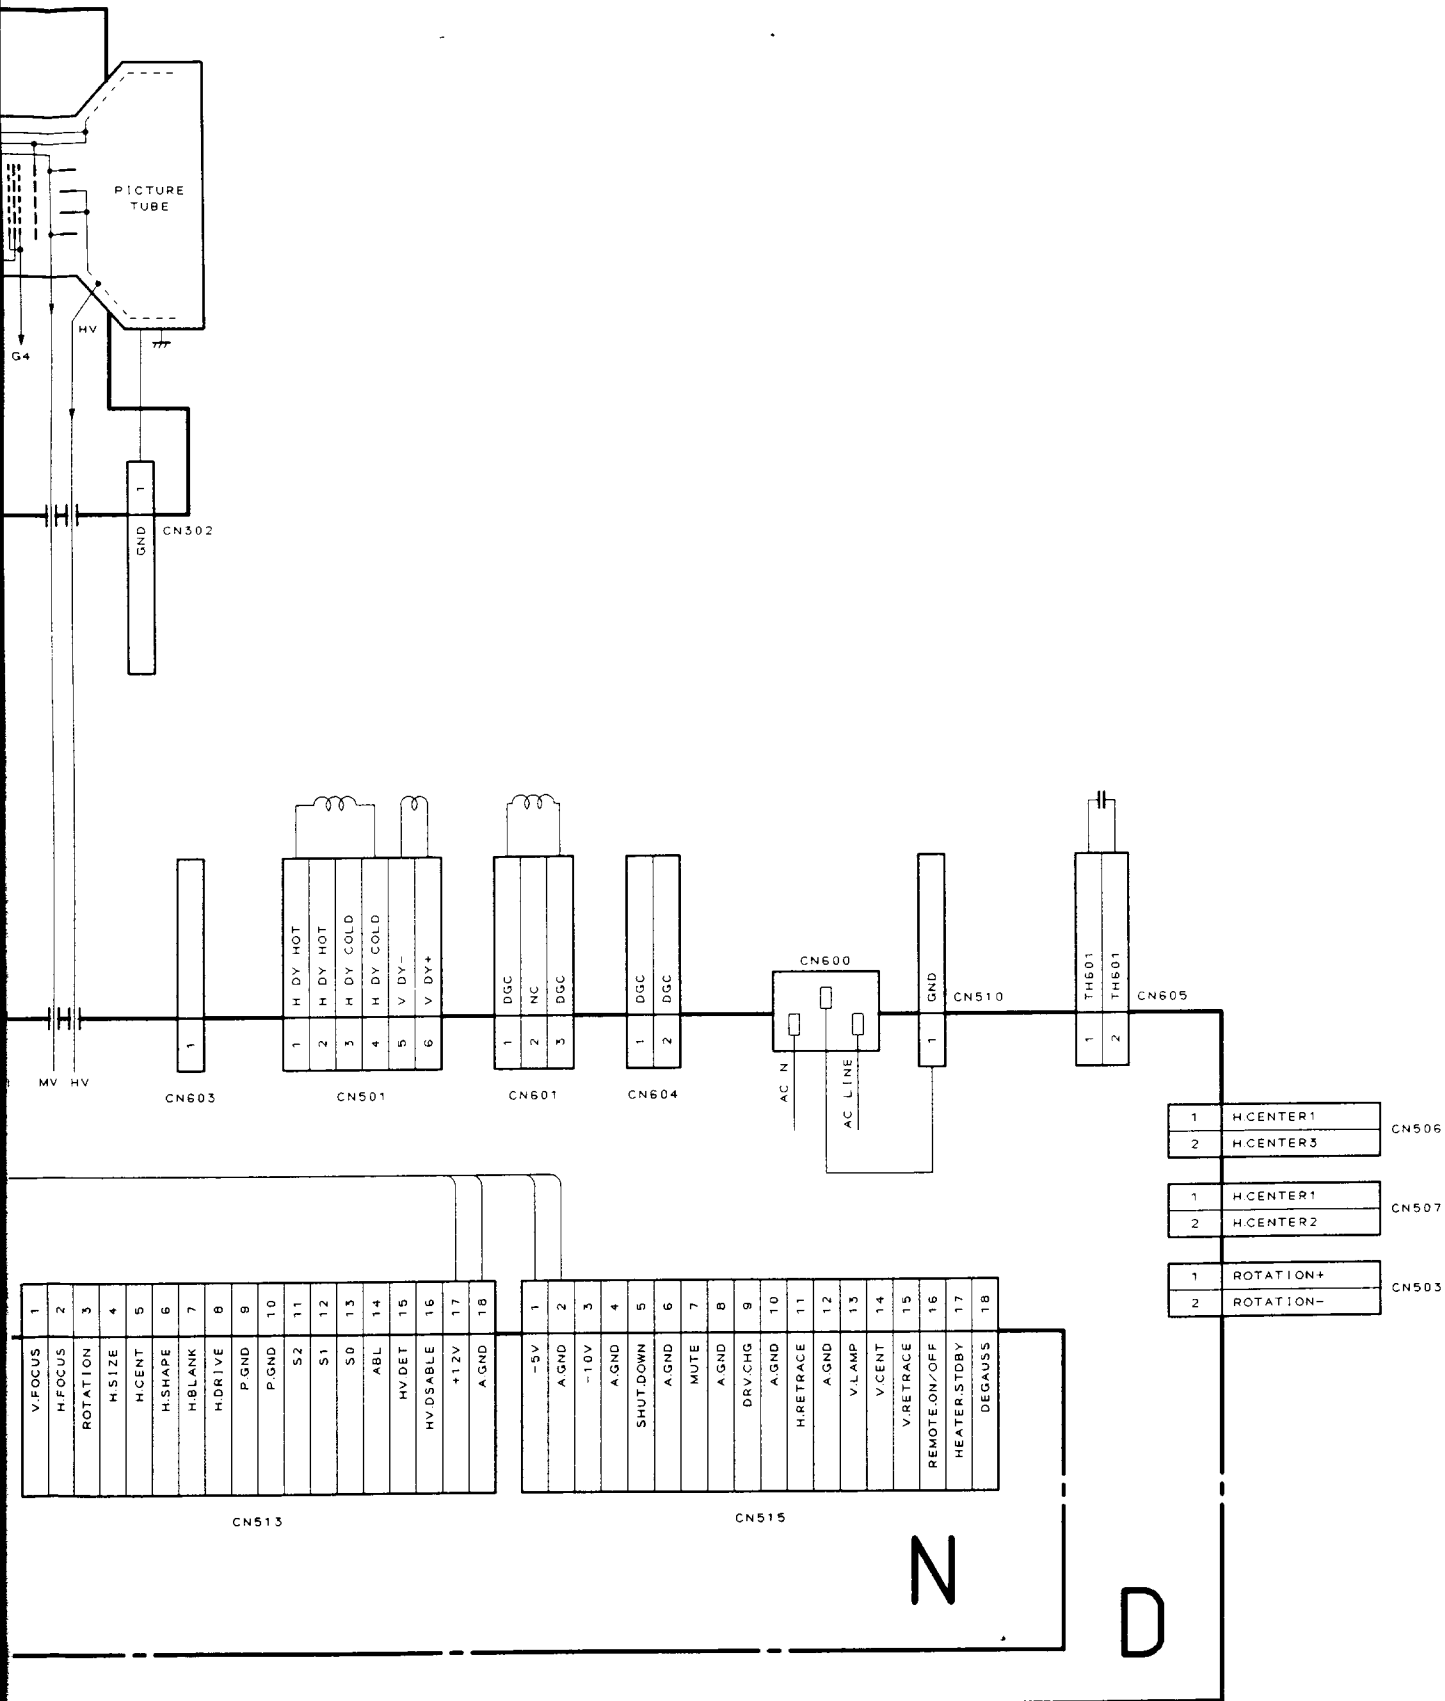 PICTURE
TUBE
HV
G4
1
GND
CN302
MV HV
1
CN603
H DY HOT
H DY HOT
H DY COLD
H DY COLD
V DY-
V DY+
1
2
3
4
5
6
CN501
DGC
NC
DGC
1
2
3
CN601
DGC
DGC
1
2
CN604
CN600
AC N
AC LINE
GND
1
CN510
TH601
TH601
1
2
CN605
1 H.CENTER1
2 H.CENTER3
CN506
1 H.CENTER1
2 H.CENTER2
CN507
1 ROTATION+
2 ROTATION-
CN503
1 V.FOCUS
2 H.FOCUS
3 ROTATION
4 H.SIZE
5 H.CENT
6 H.SHAPE
7 H.BLANK
8 H.DRIVE
9 P.GND
10 P.GND
11 S2
12 S1
13 S0
14 ABL
15 HV.DET
16 HV.DSABLE
17 +12V
18 A.GND
CN513
1 -5V
2 A.GND
3 -10V
4 A.GND
5 SHUT.DOWN
6 A.GND
7 MUTE
8 A.GND
9 DRV.CHG
10 A.GND
11 H.RETRACE
12 A.GND
13 V.LAMP
14 V.CENT
15 V.RETRACE
16 REMOTE.ON/OFF
17 HEATER.STDBY
18 DEGAUSS
CN515
N
D